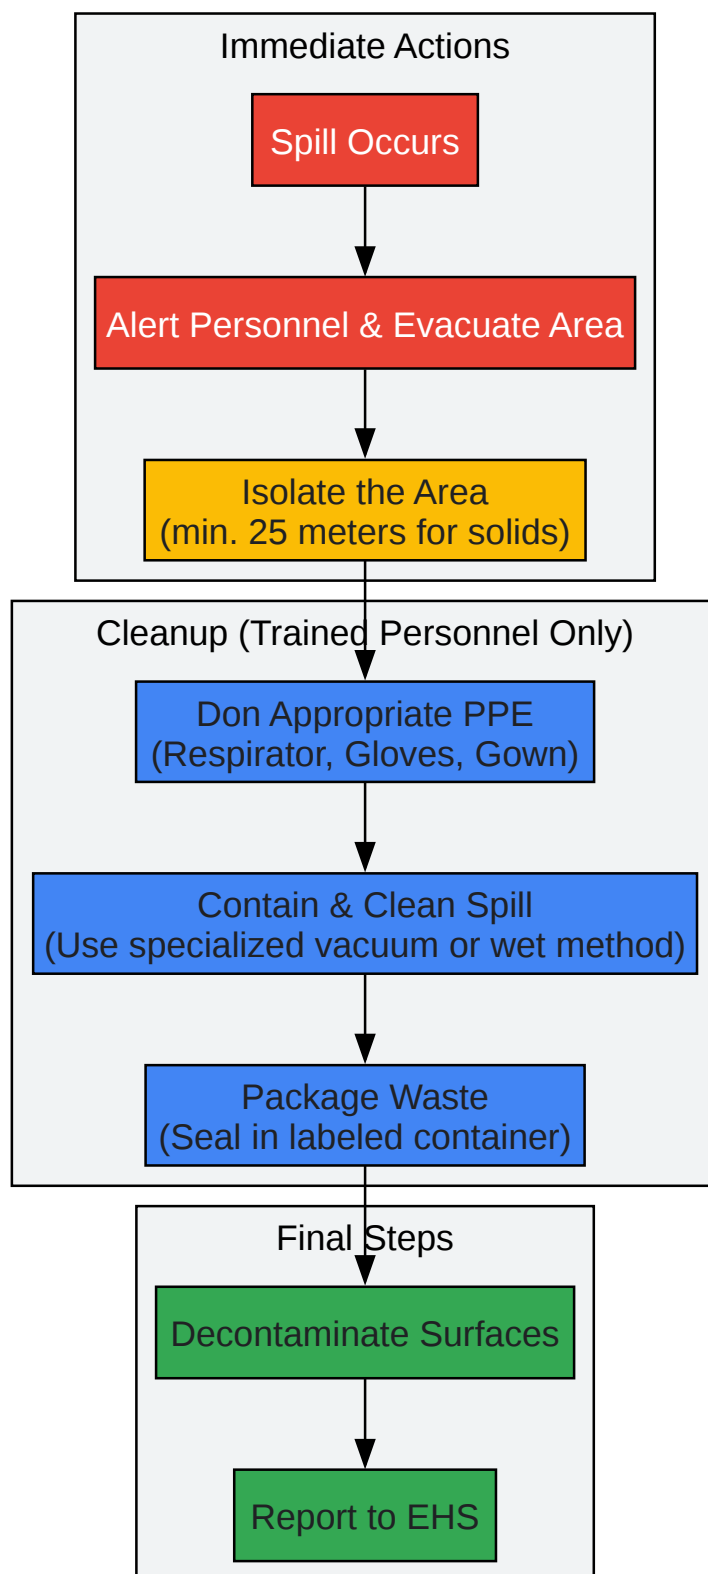 Immediate Actions
Spill Occurs
Alert Personnel & Evacuate Area
Isolate the Area
(min. 25 meters for solids)
Cleanup (Trained Personnel Only)
Don Appropriate PPE
(Respirator, Gloves, Gown)
Contain & Clean Spill
(Use specialized vacuum or wet method)
Package Waste
(Seal in labeled container)
Final Steps
Decontaminate Surfaces
Report to EHS